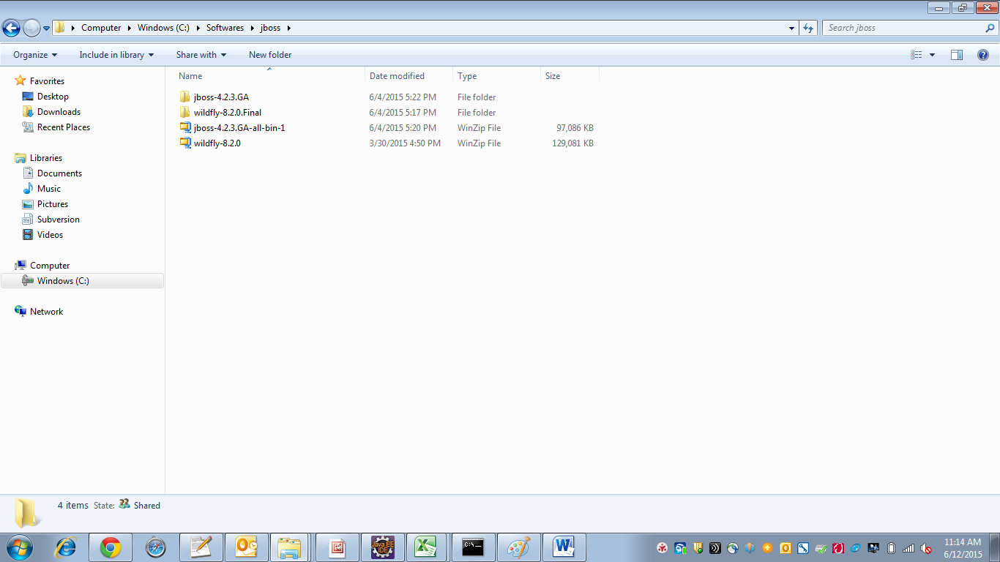 Computer Windows (C:) Softwares jboss Search jboss
Organize Include in library Share with New folder
Name Date modified Type Size
Favorites
Desktop
Downloads
Recent Places
Libraries
Documents
Music
Pictures
Subversion
Videos
Computer
Windows (C:)
Network
jboss-4.2.3.GA 6/4/2015 5:22 PM File folder
wildfly-8.2.0.Final 6/4/2015 5:17 PM File folder
jboss-4.2.3.GA-all-bin-1 6/4/2015 5:20 PM WinZip File 97,086 KB
wildfly-8.2.0 3/30/2015 4:50 PM WinZip File 129,081 KB
4 items State: Shared
Java EE
IDE
C:\_
11:14 AM
6/12/2015